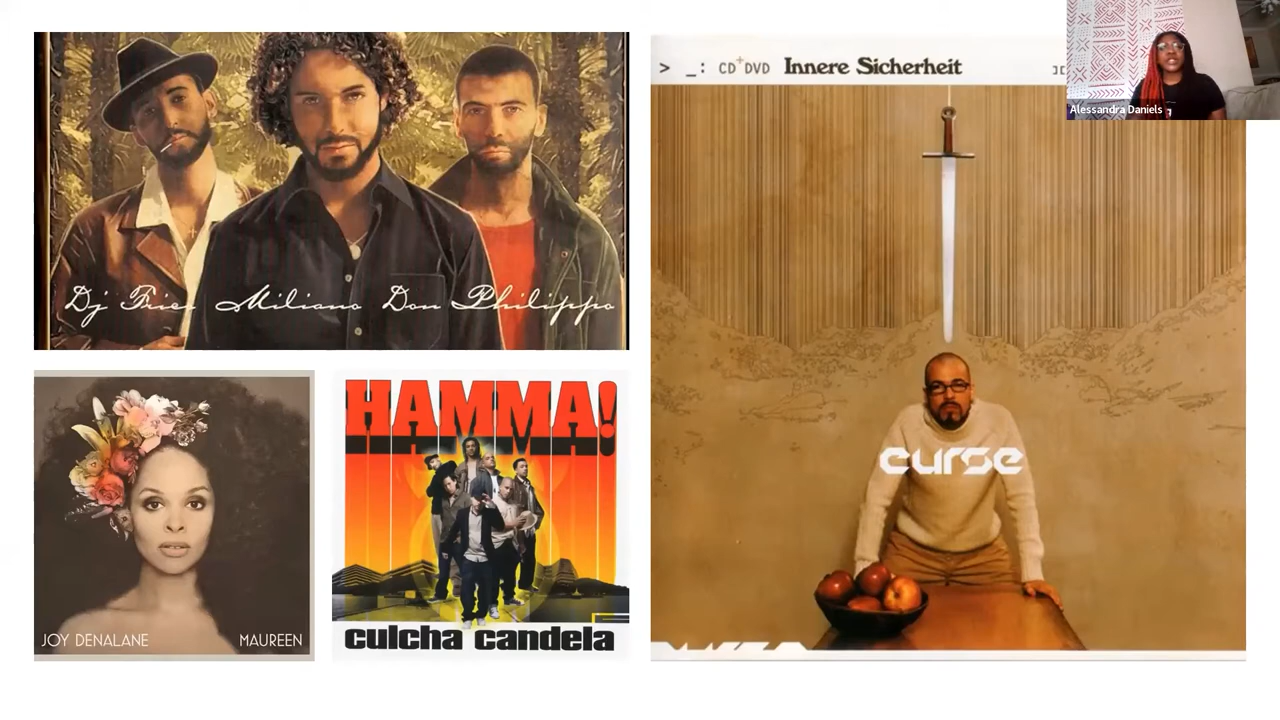 Dj Friction Miliano Don Philippo
> _: CD+DVD Innere Sicherheit
Alessandra Daniels
curse
HAMMA!
culcha candela
JOY DENALANE
MAUREEN